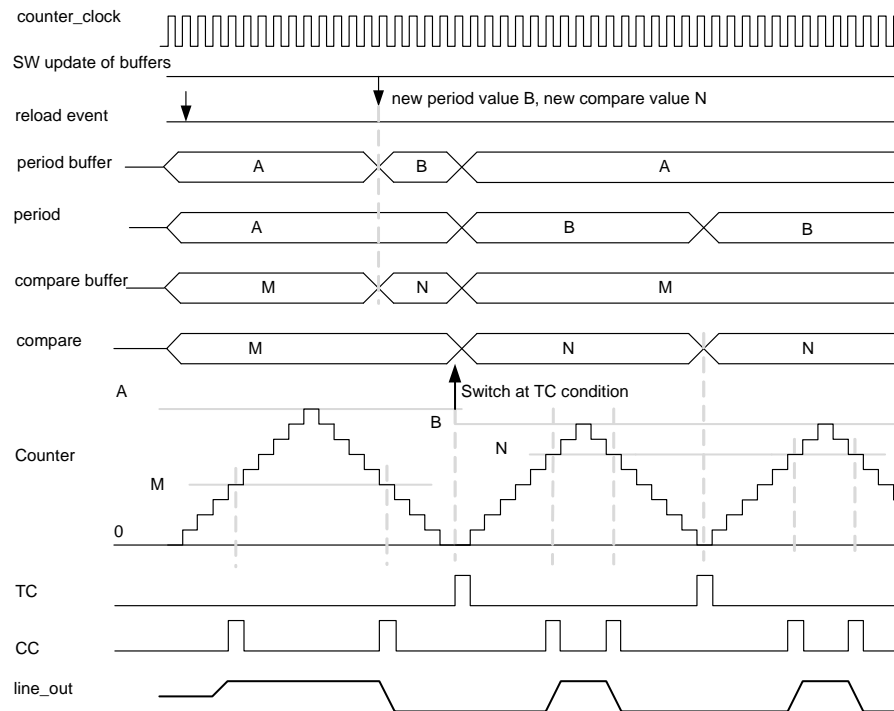 counter_clock
SW update of buffers
new period value B, new compare value N
reload event
period buffer
A
B
A
period
A
B
B
compare buffer
M
N
M
compare
M
N
N
Switch at TC condition
A
B
N
Counter
M
0
TC
CC
line_out